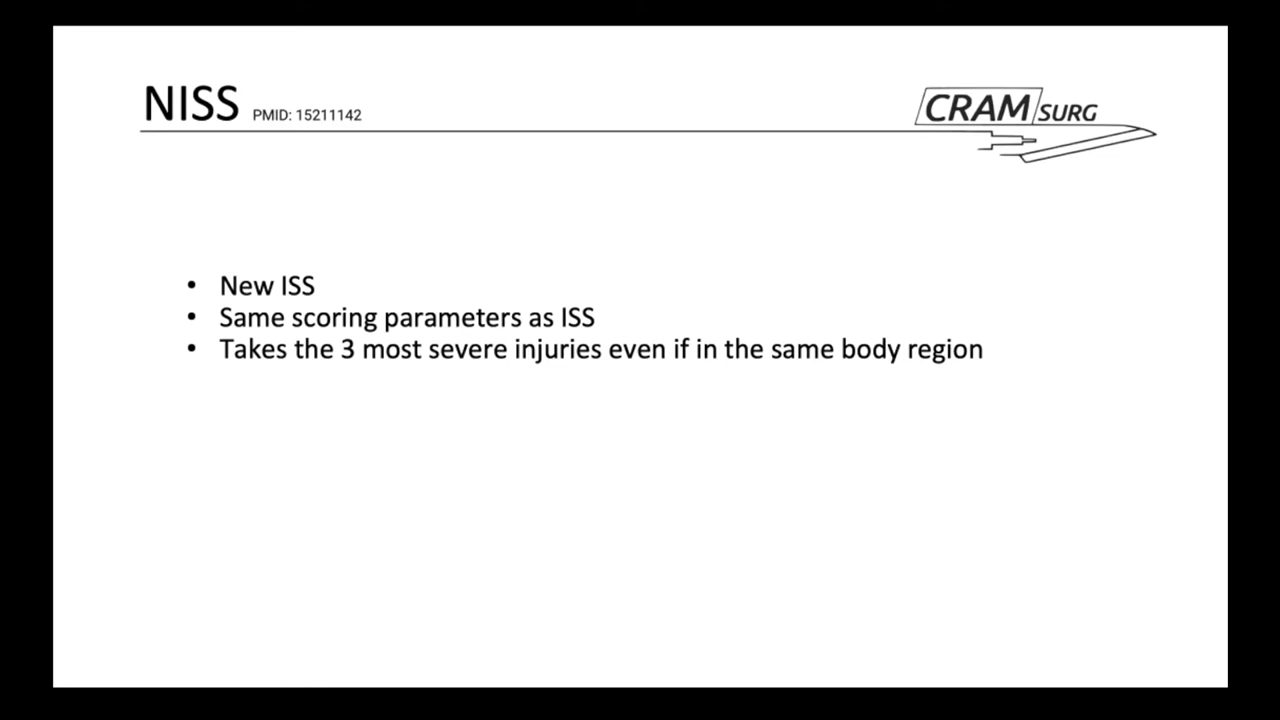 NISS PMID: 15211142
CRAM SURG
• New ISS
• Same scoring parameters as ISS
• Takes the 3 most severe injuries even if in the same body region